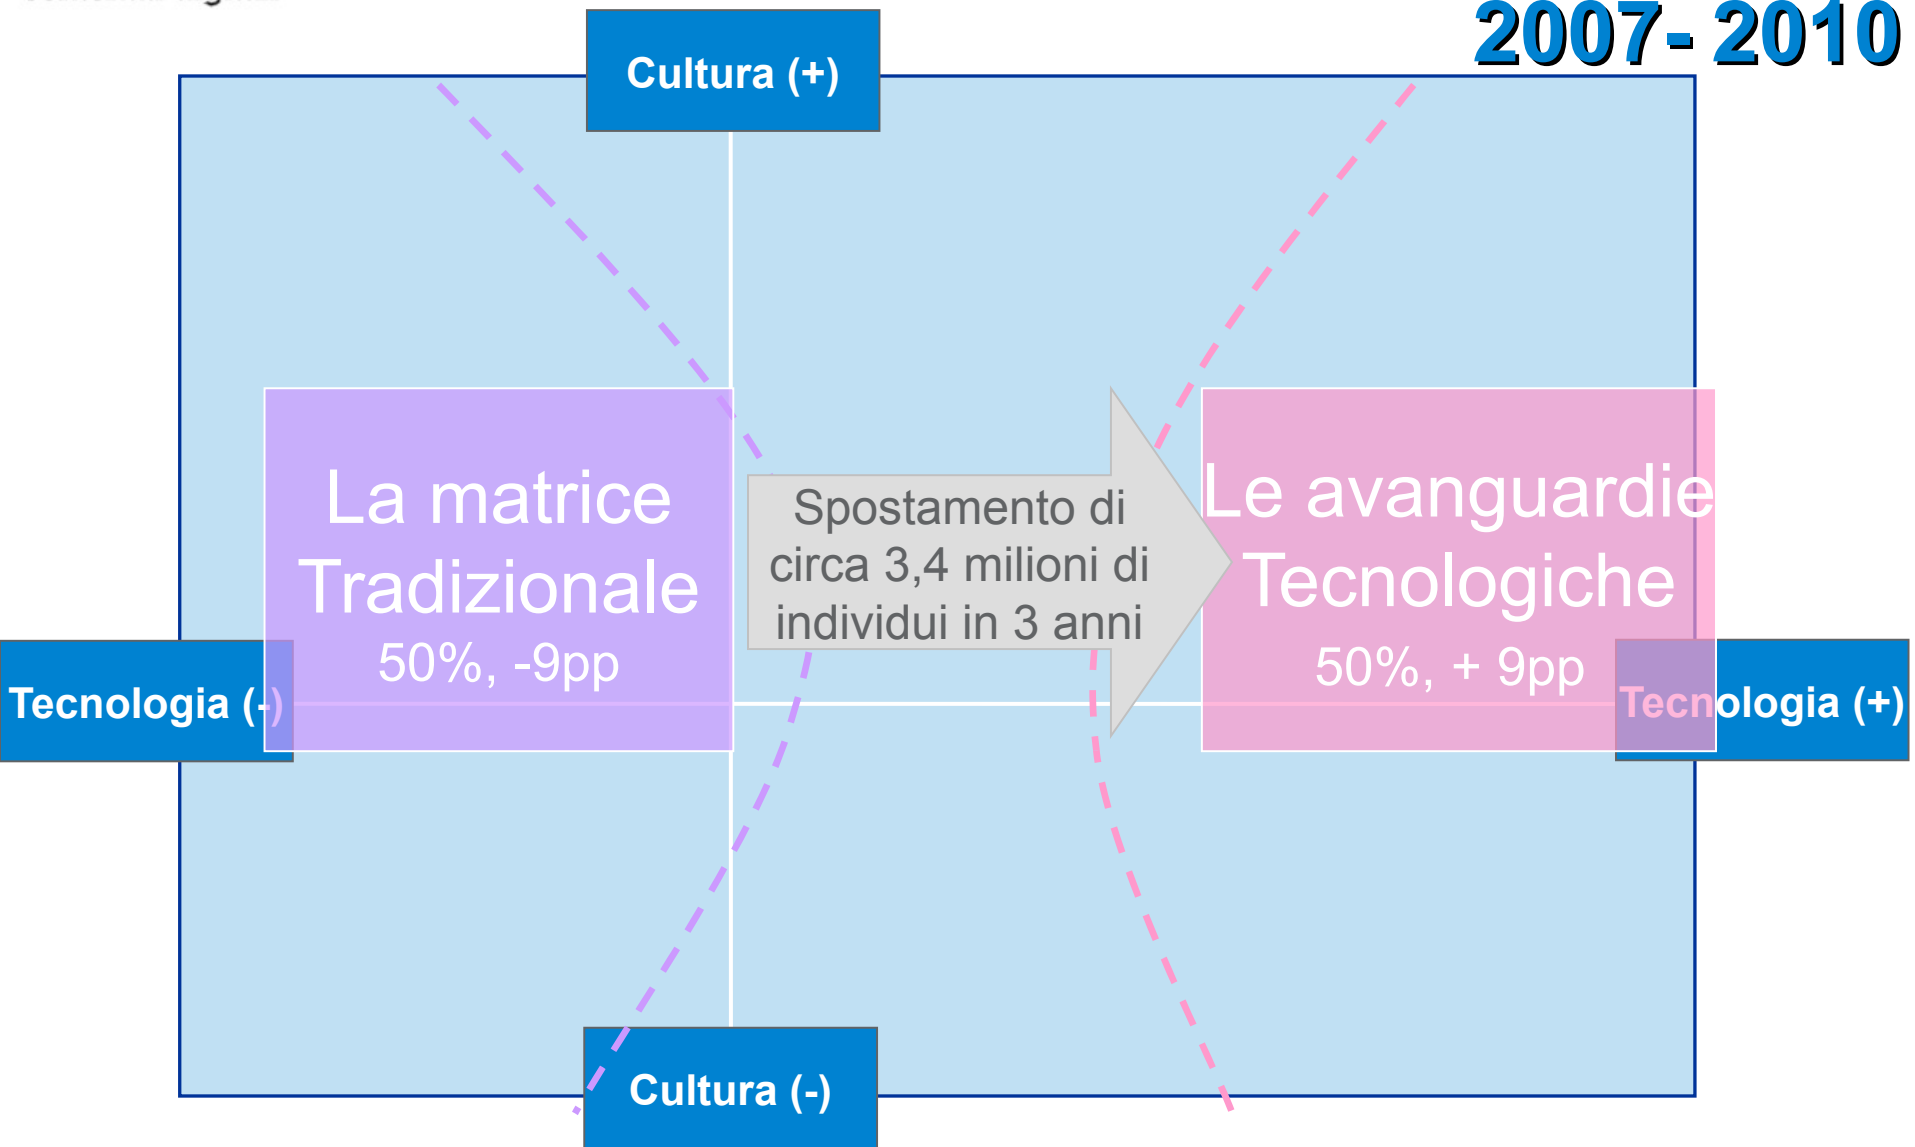 2007- 2010
Cultura (+)
La matrice
Tradizionale
50%, -9pp
Spostamento di
circa 3,4 milioni di
individui in 3 anni
Le avanguardie
Tecnologiche
50%, + 9pp
Tecnologia (-)
Tecnologia (+)
Cultura (-)